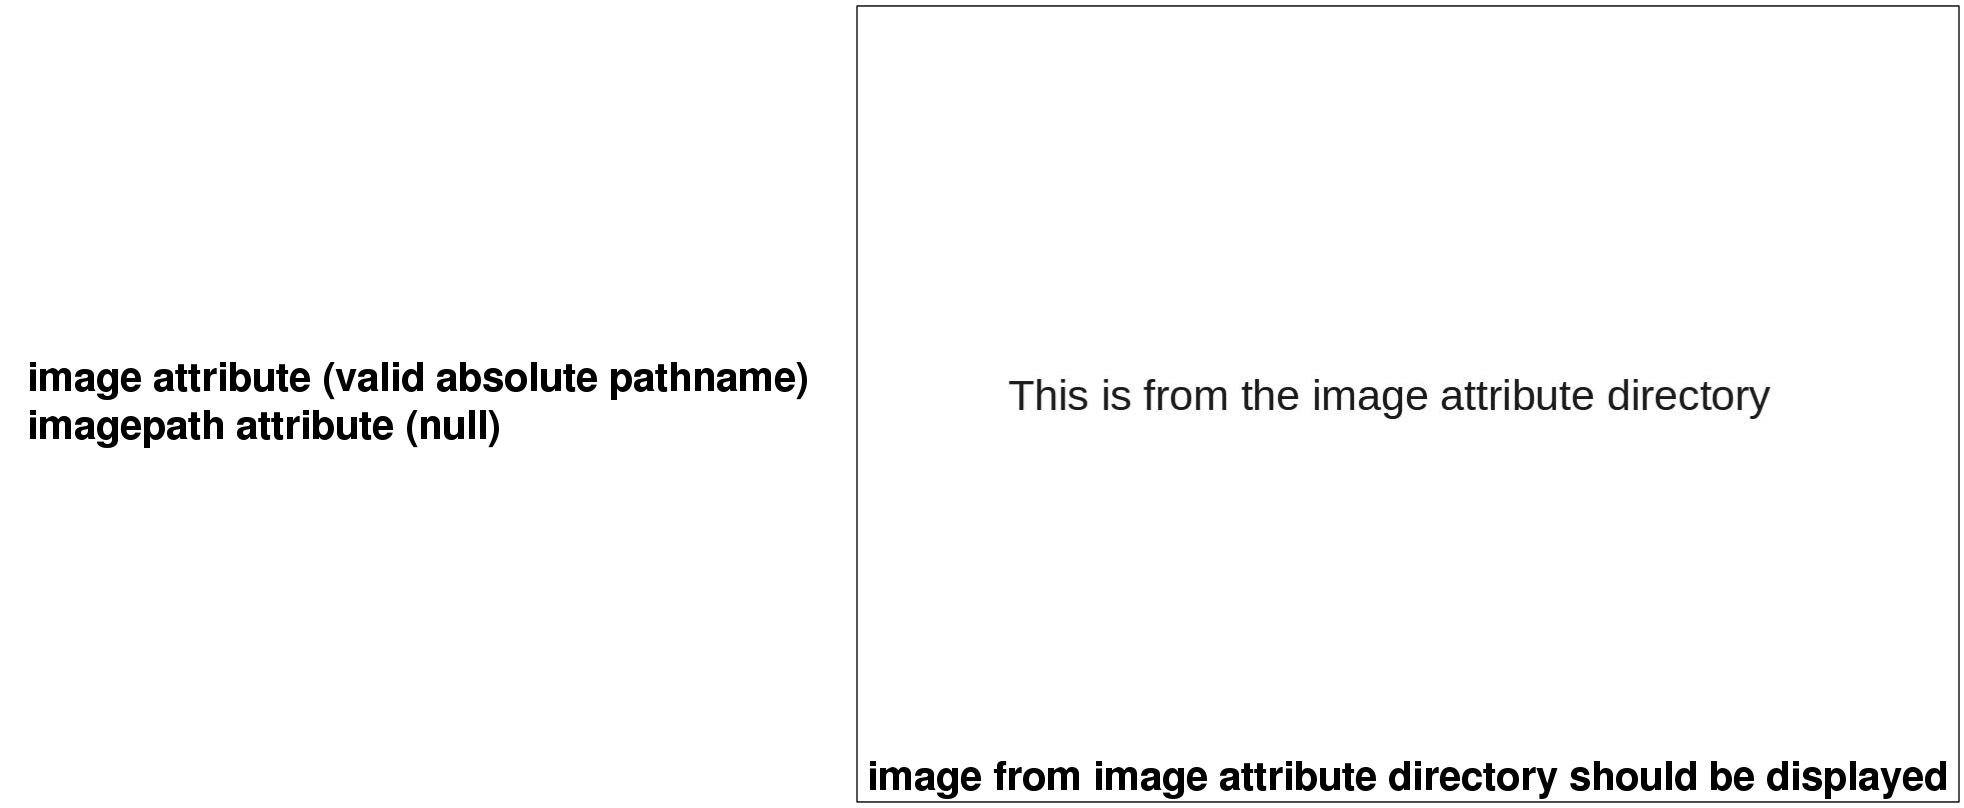 image attribute (valid absolute pathname)
imagepath attribute (null)
This is from the image attribute directory
image from image attribute directory should be displayed